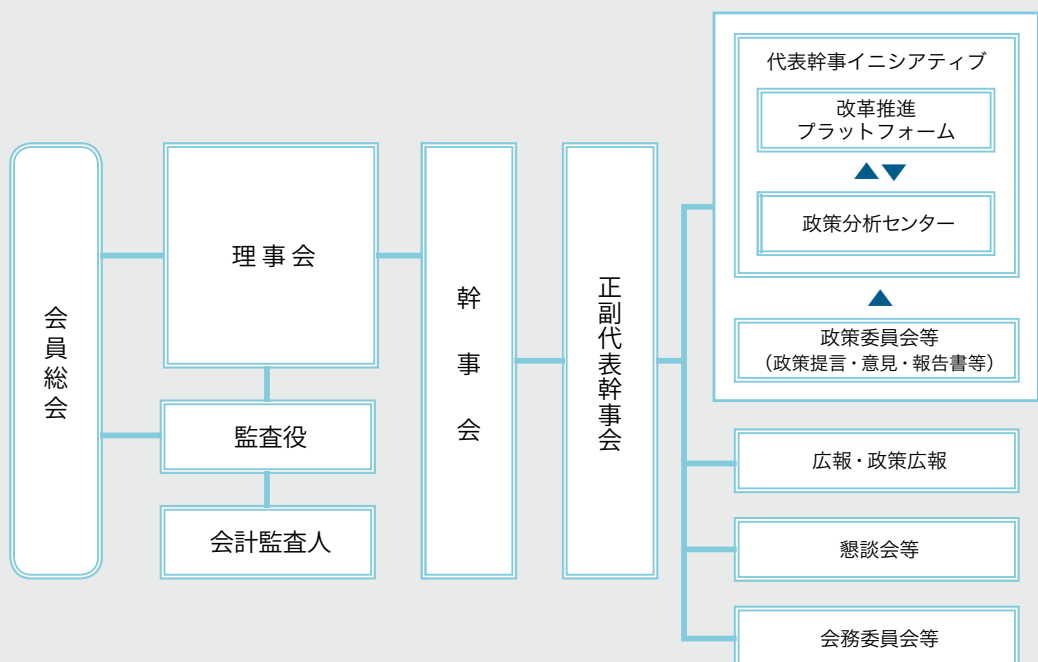 会員総会
理事会
監査役
会計監査人
幹事会
正副代表幹事会
代表幹事イニシアティブ
改革推進
プラットフォーム
政策分析センター
政策委員会等
（政策提言・意見・報告書等）
広報・政策広報
懇談会等
会務委員会等